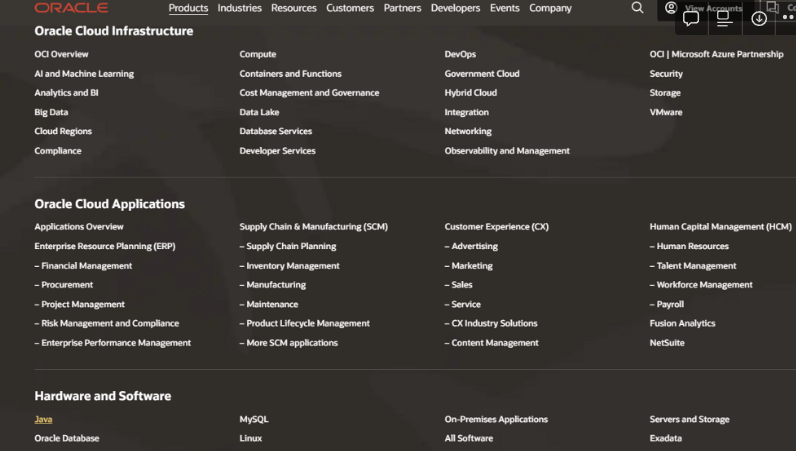 ORACLE
Products Industries Resources Customers Partners Developers Events Company
View Accounts
Oracle Cloud Infrastructure
OCI Overview
AI and Machine Learning
Analytics and BI
Big Data
Cloud Regions
Compliance
Compute
Containers and Functions
Cost Management and Governance
Data Lake
Database Services
Developer Services
DevOps
Government Cloud
Hybrid Cloud
Integration
Networking
Observability and Management
OCI | Microsoft Azure Partnership
Security
Storage
VMware
Oracle Cloud Applications
Applications Overview
Enterprise Resource Planning (ERP)
– Financial Management
– Procurement
– Project Management
– Risk Management and Compliance
– Enterprise Performance Management
Supply Chain & Manufacturing (SCM)
– Supply Chain Planning
– Inventory Management
– Manufacturing
– Maintenance
– Product Lifecycle Management
– More SCM applications
Customer Experience (CX)
– Advertising
– Marketing
– Sales
– Service
– CX Industry Solutions
– Content Management
Human Capital Management (HCM)
– Human Resources
– Talent Management
– Workforce Management
– Payroll
Fusion Analytics
NetSuite
Hardware and Software
Java
Oracle Database
MySQL
Linux
On-Premises Applications
All Software
Servers and Storage
Exadata